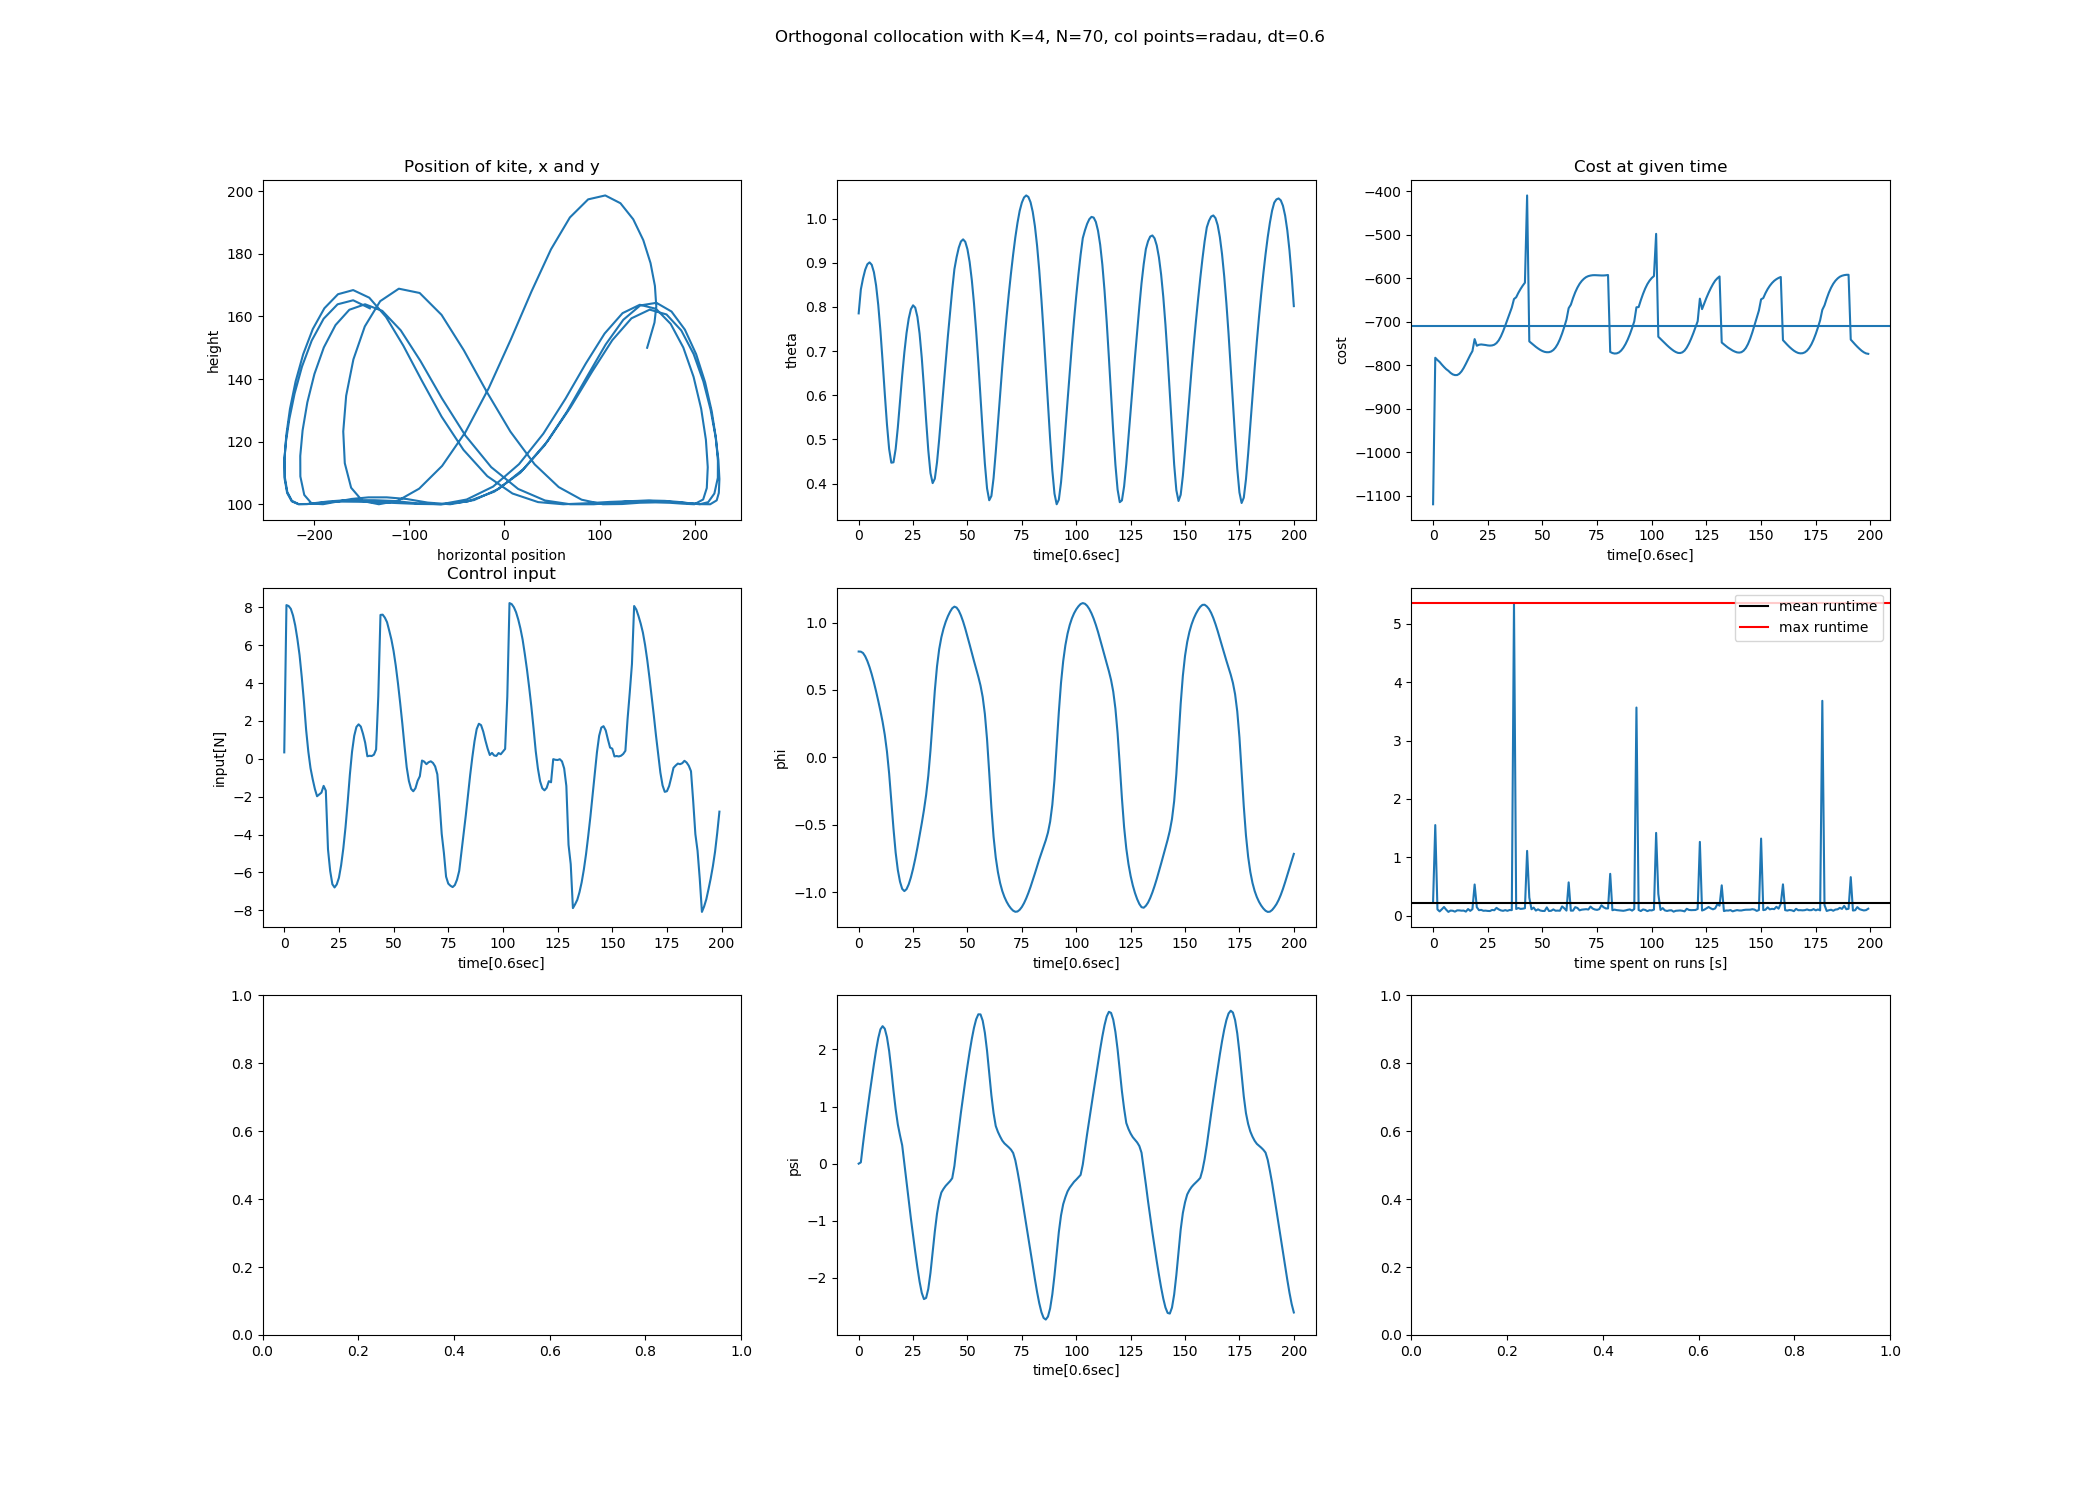 Orthogonal collocation with K=4, N=70, col points=radau, dt=0.6
Position of kite, x and y
200
180
160
140
120
100
height
−200 −100 0 100 200
horizontal position
1.0
0.9
0.8
0.7
0.6
0.5
0.4
theta
0 25 50 75 100 125 150 175 200
time[0.6sec]
Cost at given time
−400
−500
−600
−700
−800
−900
−1000
−1100
cost
0 25 50 75 100 125 150 175 200
time[0.6sec]
Control input
8
6
4
2
0
−2
−4
−6
−8
input[N]
0 25 50 75 100 125 150 175 200
time[0.6sec]
1.0
0.5
0.0
−0.5
−1.0
phi
0 25 50 75 100 125 150 175 200
time[0.6sec]
mean runtime
max runtime
5
4
3
2
1
0
0 25 50 75 100 125 150 175 200
time spent on runs [s]
1.0
0.8
0.6
0.4
0.2
0.0
0.0 0.2 0.4 0.6 0.8 1.0
2
1
0
−1
−2
psi
0 25 50 75 100 125 150 175 200
time[0.6sec]
1.0
0.8
0.6
0.4
0.2
0.0
0.0 0.2 0.4 0.6 0.8 1.0